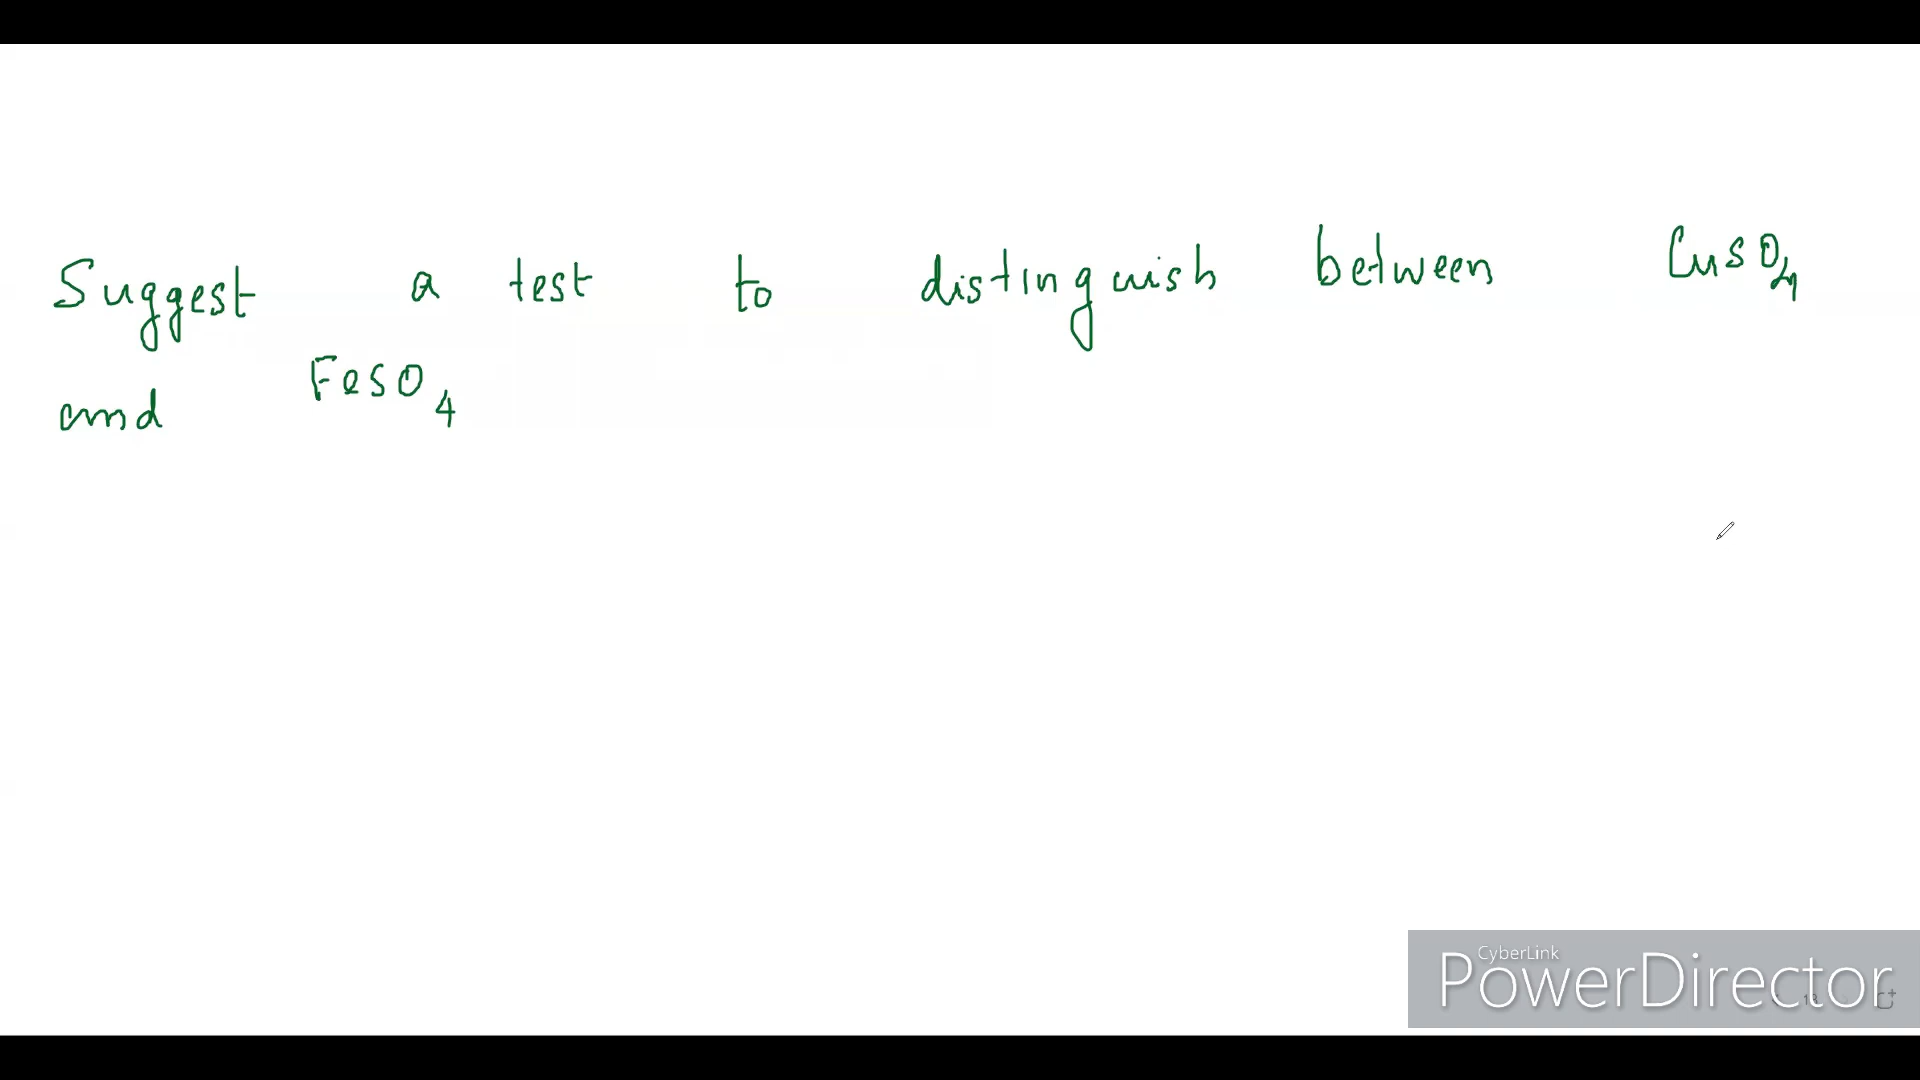 Suggest a test to distinguish between CuSO4
and FeSO4
CyberLink
PowerDirector